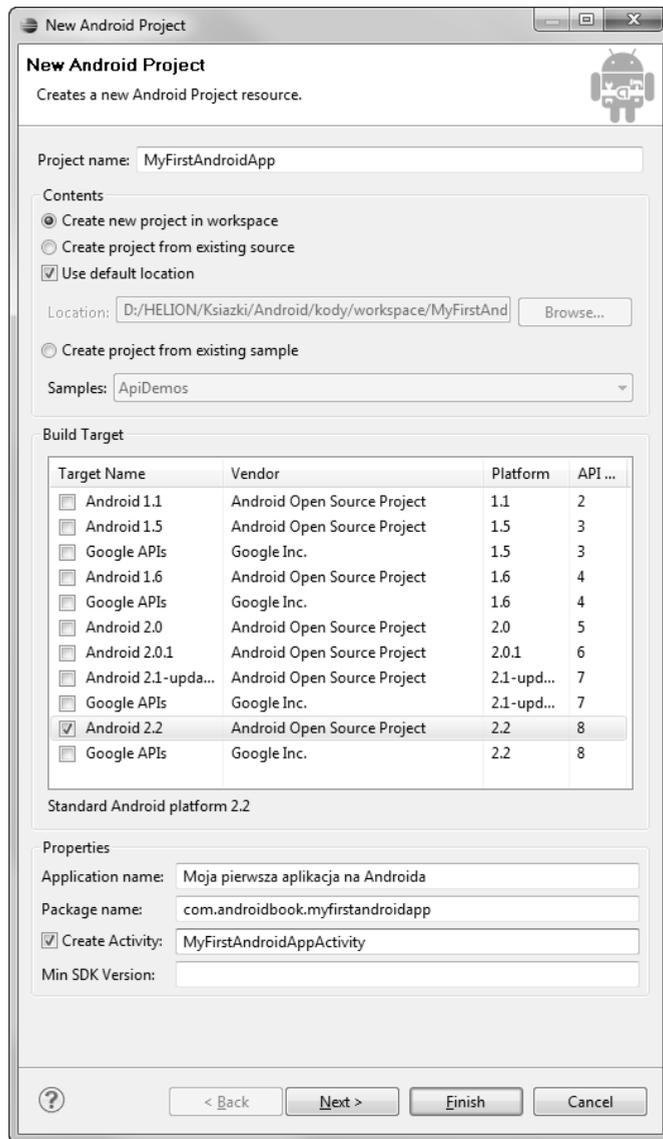 New Android Project
New Android Project
Creates a new Android Project resource.
Project name: MyFirstAndroidApp
Contents
Create new project in workspace
Create project from existing source
Use default location
Location: D:/HELION/Ksiazki/Android/kody/workspace/MyFirstAnd Browse...
Create project from existing sample
Samples: ApiDemos
Build Target
Target Name Vendor Platform API ...
Android 1.1 Android Open Source Project 1.1 2
Android 1.5 Android Open Source Project 1.5 3
Google APIs Google Inc. 1.5 3
Android 1.6 Android Open Source Project 1.6 4
Google APIs Google Inc. 1.6 4
Android 2.0 Android Open Source Project 2.0 5
Android 2.0.1 Android Open Source Project 2.0.1 6
Android 2.1-upda... Android Open Source Project 2.1-upd... 7
Google APIs Google Inc. 2.1-upd... 7
Android 2.2 Android Open Source Project 2.2 8
Google APIs Google Inc. 2.2 8
Standard Android platform 2.2
Properties
Application name: Moja pierwsza aplikacja na Androida
Package name: com.androidbook.myfirstandroidapp
Create Activity: MyFirstAndroidAppActivity
Min SDK Version:
? < Back Next > Finish Cancel